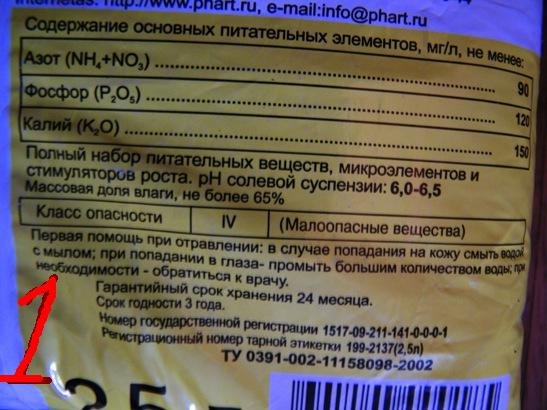 internetas: http://www.phart.ru, e-mail:info@phart.ru
Содержание основных питательных элементов, мг/л, не менее:
Азот (NH₄+NO₃) ........ 90
Фосфор (P₂O₅) ........ 120
Калий (K₂O) ........ 150
Полный набор питательных веществ, микроэлементов и
стимуляторов роста. pH солевой суспензии: 6,0-6,5
Массовая доля влаги, не более 65%
Класс опасности IV (Малоопасные вещества)
Первая помощь при отравлении: в случае попадания на кожу смыть водой
с мылом; при попадании в глаза- промыть большим количеством воды; при
необходимости - обратиться к врачу.
Гарантийный срок хранения 24 месяца.
Срок годности 3 года.
Номер государственной регистрации 1517-09-211-141-0-0-0-1
Регистрационный номер тарной этикетки 199-2137(2,5л)
ТУ 0391-002-11158098-2002
1